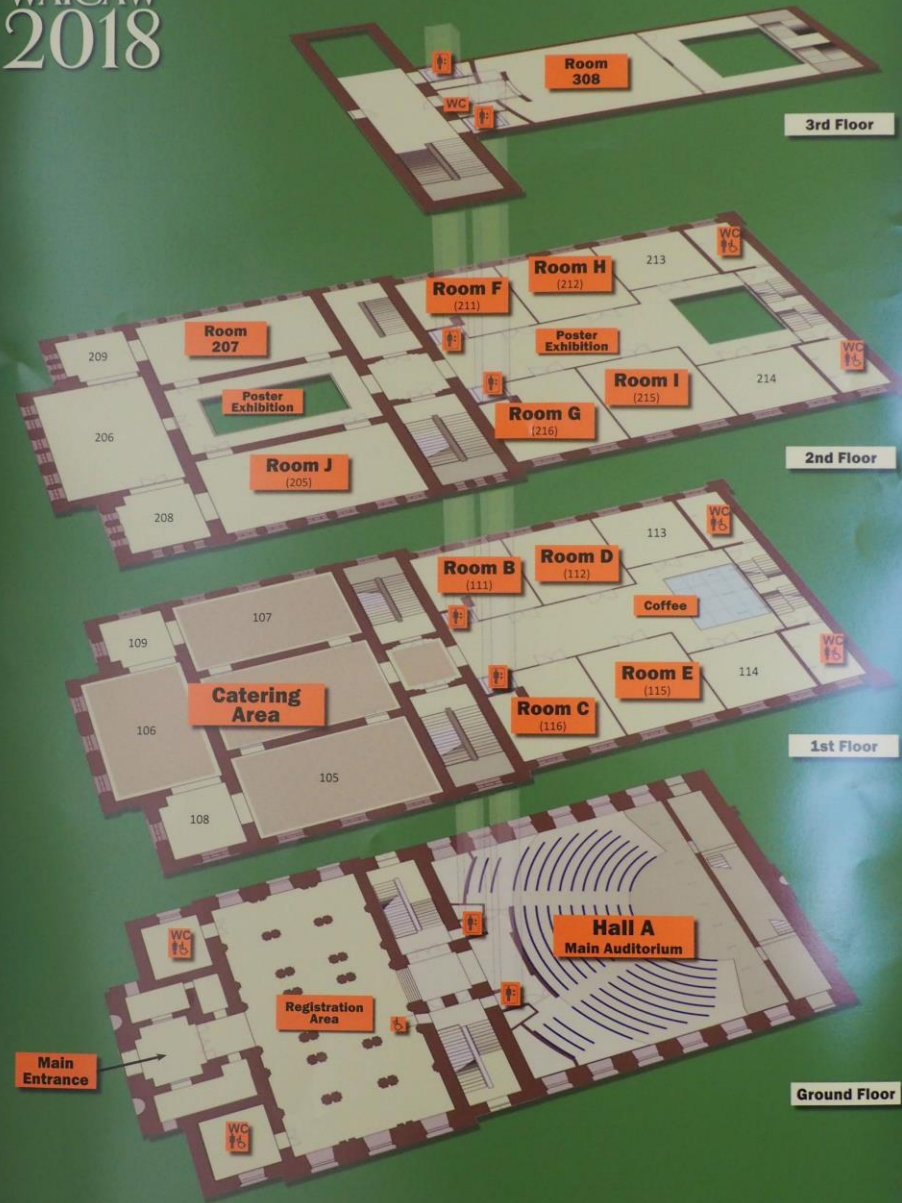 2018
Room
308
WC
3rd Floor
WC
213
Room H
(212)
Room F
(211)
Room
207
Poster
Exhibition
209
WC
Room I
(215)
214
Poster
Exhibition
Room G
(216)
206
2nd Floor
Room J
(205)
208
WC
113
Room D
(112)
Room B
(111)
Coffee
107
109
WC
Room E
(115)
114
Catering
Area
Room C
(116)
106
1st Floor
105
108
Hall A
Main Auditorium
WC
Registration
Area
Main
Entrance
Ground Floor
WC